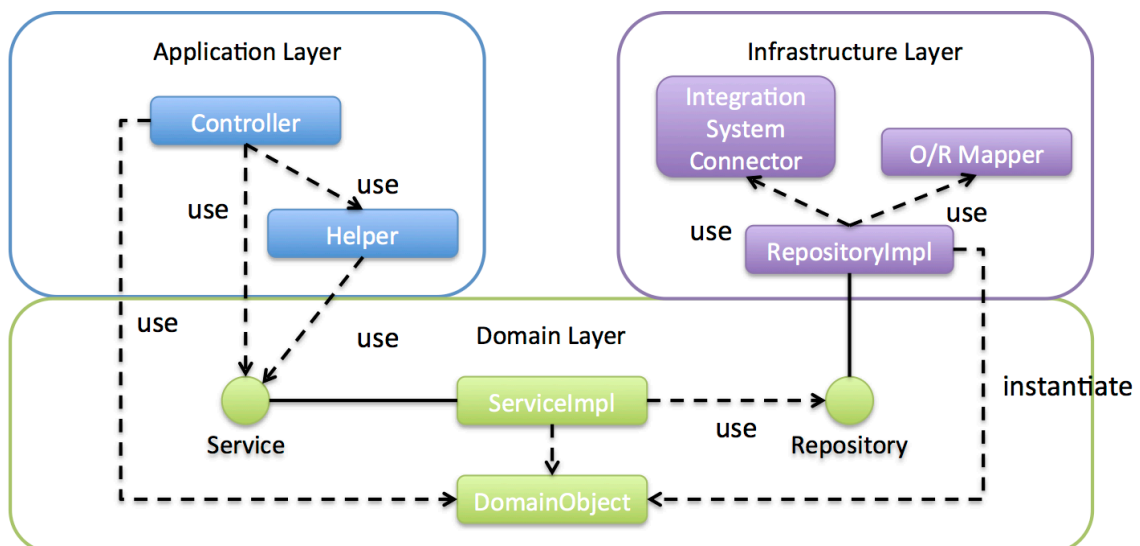 Application Layer
Infrastructure Layer
Controller
Integration
System
Connector
O/R Mapper
use
use
Helper
use
use
RepositoryImpl
use
use
Domain Layer
instantiate
ServiceImpl
use
Service
Repository
DomainObject